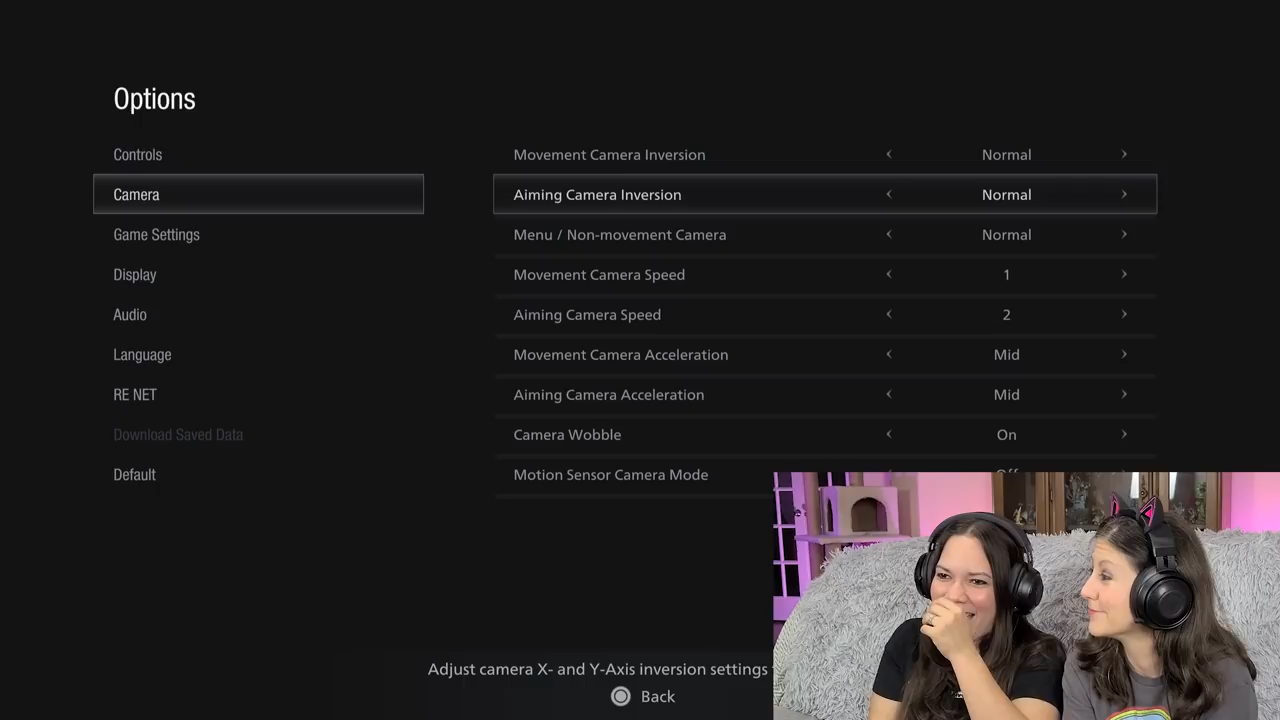 Options
Controls
Camera
Game Settings
Display
Audio
Language
RE NET
Download Saved Data
Default
Movement Camera Inversion Normal
Aiming Camera Inversion Normal
Menu / Non-movement Camera Normal
Movement Camera Speed 1
Aiming Camera Speed 2
Movement Camera Acceleration Mid
Aiming Camera Acceleration Mid
Camera Wobble On
Motion Sensor Camera Mode Off
Adjust camera X- and Y-Axis inversion settings
Back